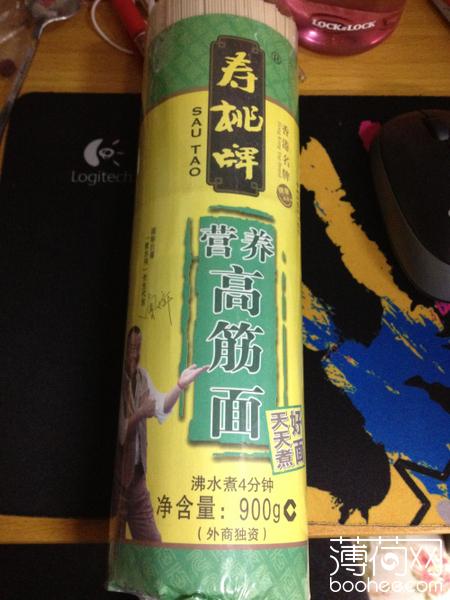 LOCK&LOCK
寿桃牌
®
SAU TAO
香港名牌
Logitech
营养
高筋面
好面
天天煮
沸水煮4分钟
净含量：900g
（外商独资）
薄荷网
boohee.com